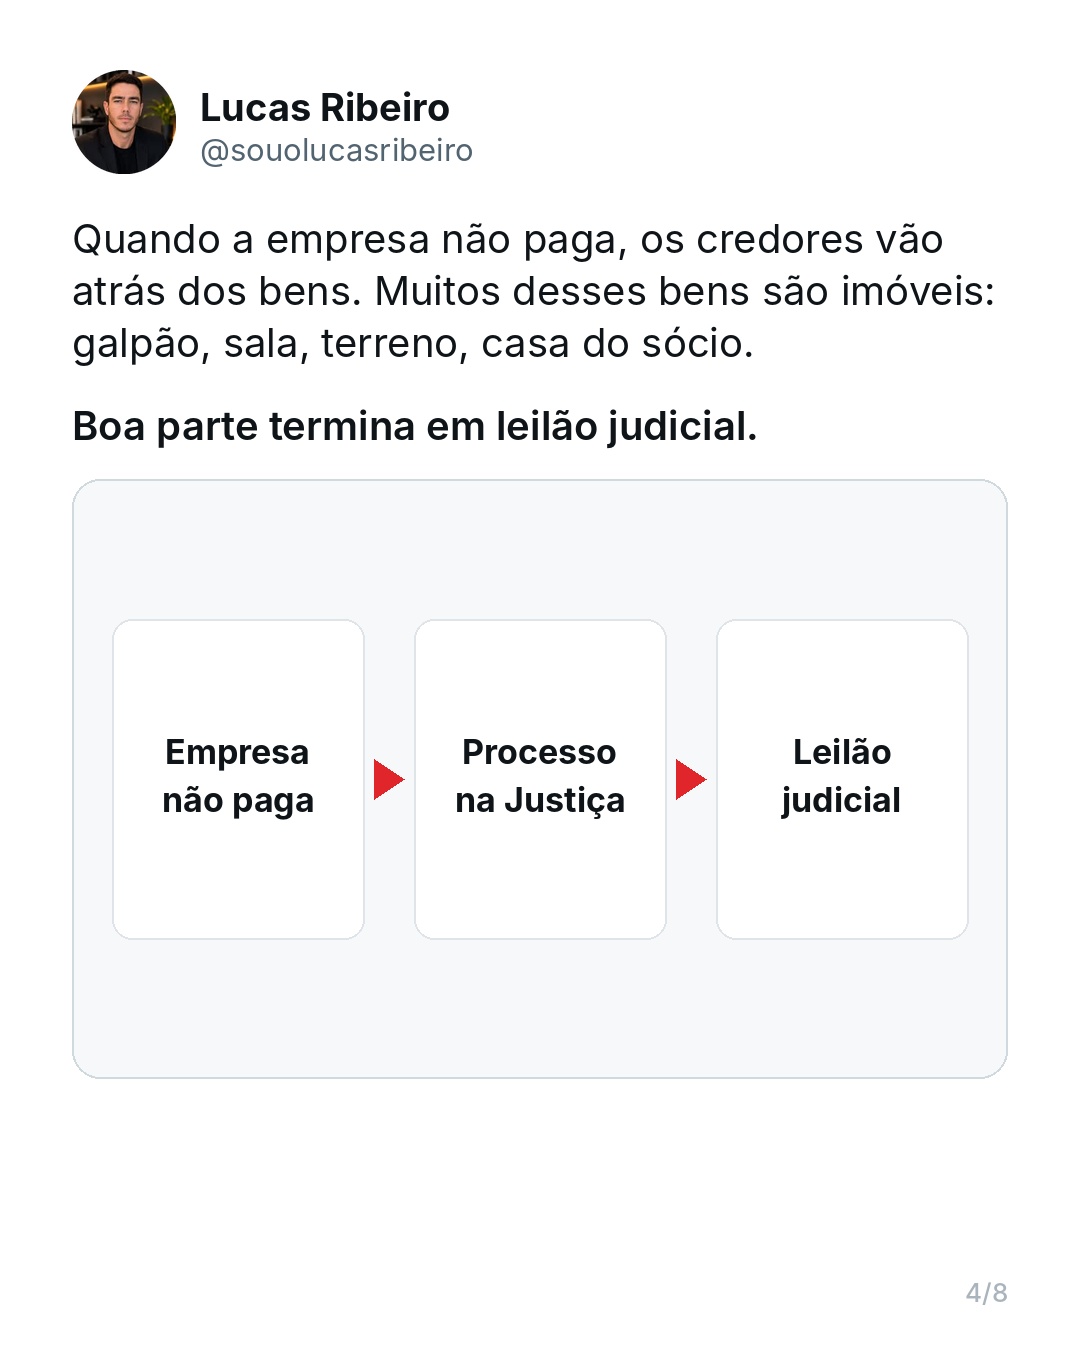 Lucas Ribeiro
@souolucasribeiro
Quando a empresa não paga, os credores vão
atrás dos bens. Muitos desses bens são imóveis:
galpão, sala, terreno, casa do sócio.
Boa parte termina em leilão judicial.
Empresa
não paga
Processo
na Justiça
Leilão
judicial
4/8